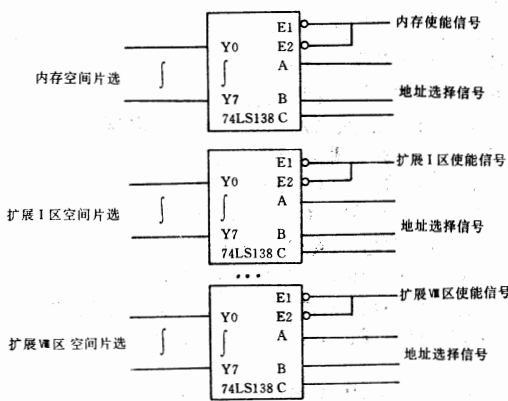 E1
内存使能信号
Y0
E2
A
内存空间片选
Y7
B
地址选择信号
74LS138 C
E1
扩展Ⅰ区使能信号
Y0
E2
A
扩展Ⅰ区空间片选
Y7
B
地址选择信号
74LS138 C
...
E1
扩展Ⅷ区使能信号
Y0
E2
A
扩展Ⅷ区 空间片选
Y7
B
地址选择信号
74LS138 C